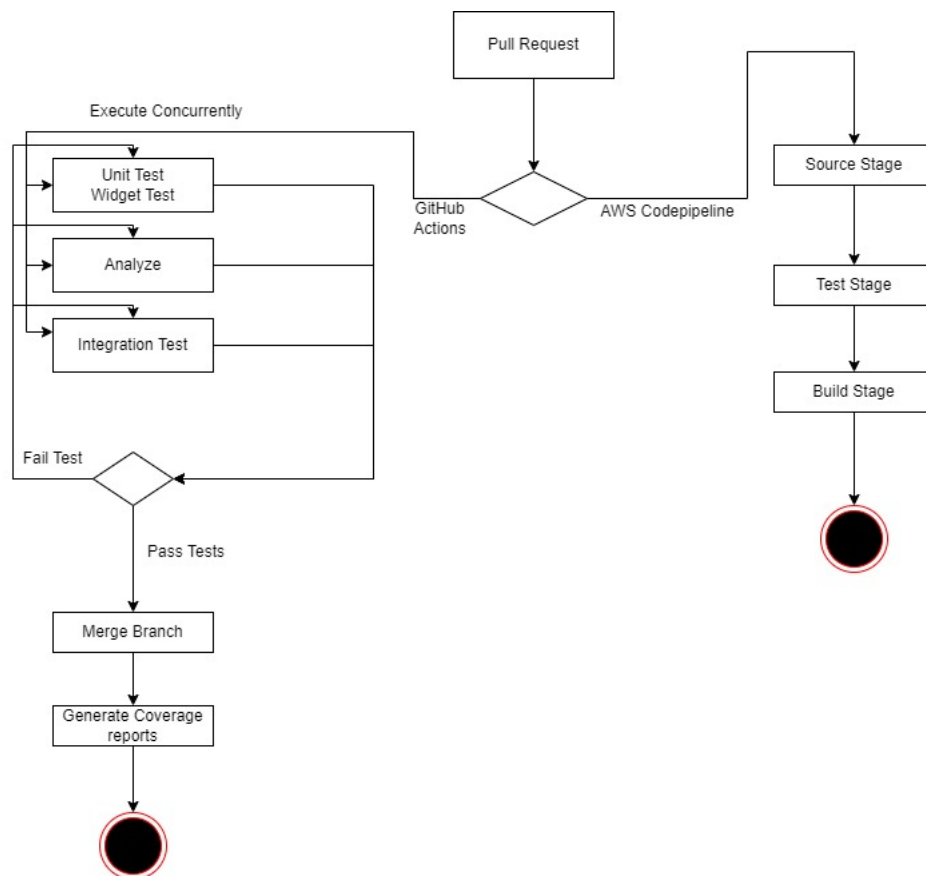 Pull Request
Execute Concurrently
Unit Test
Widget Test
Source Stage
GitHub
Actions
AWS Codepipeline
Analyze
Test Stage
Integration Test
Build Stage
Fail Test
Pass Tests
Merge Branch
Generate Coverage
reports